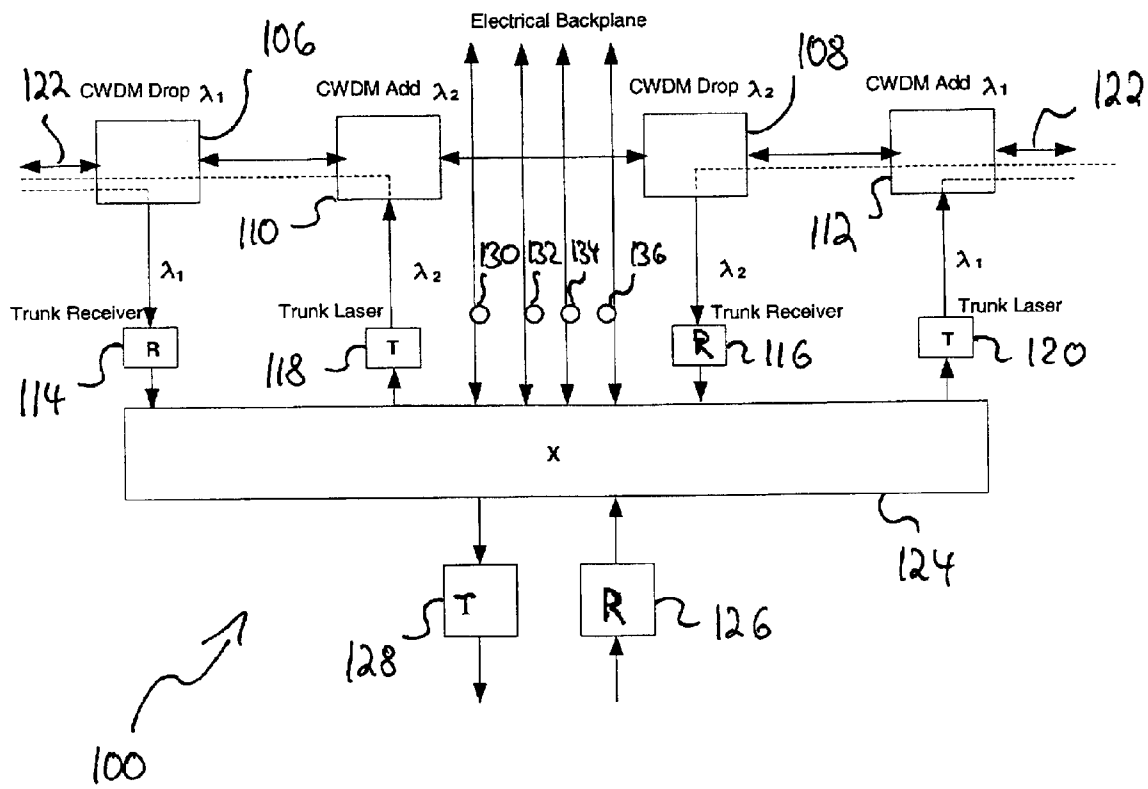 Electrical Backplane
106
108
122
CWDM Drop λ1
CWDM Add λ2
CWDM Drop λ2
CWDM Add λ1
122
110
112
130
132
134
136
λ1
λ2
λ2
λ1
Trunk Receiver
Trunk Laser
Trunk Receiver
Trunk Laser
R
T
R
T
114
118
116
120
X
124
T
R
128
126
100